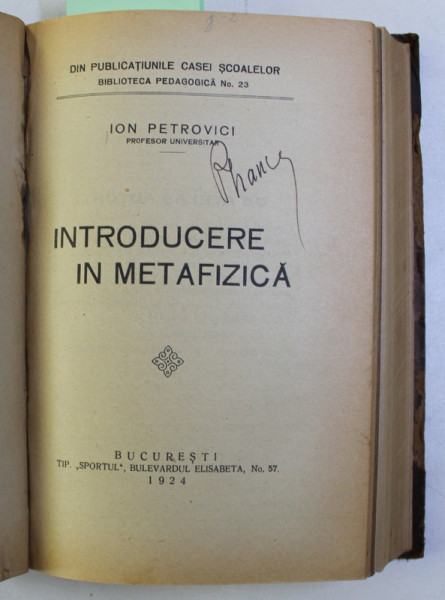 DIN PUBLICAȚIUNILE CASEI ȘCOALELOR
BIBLIOTECA PEDAGOGICĂ No. 23
ION PETROVICI
PROFESOR UNIVERSITAR
INTRODUCERE
IN METAFIZICĂ
BUCUREȘTI
TIP. „SPORTUL", BULEVARDUL ELISABETA, No. 57.
1924